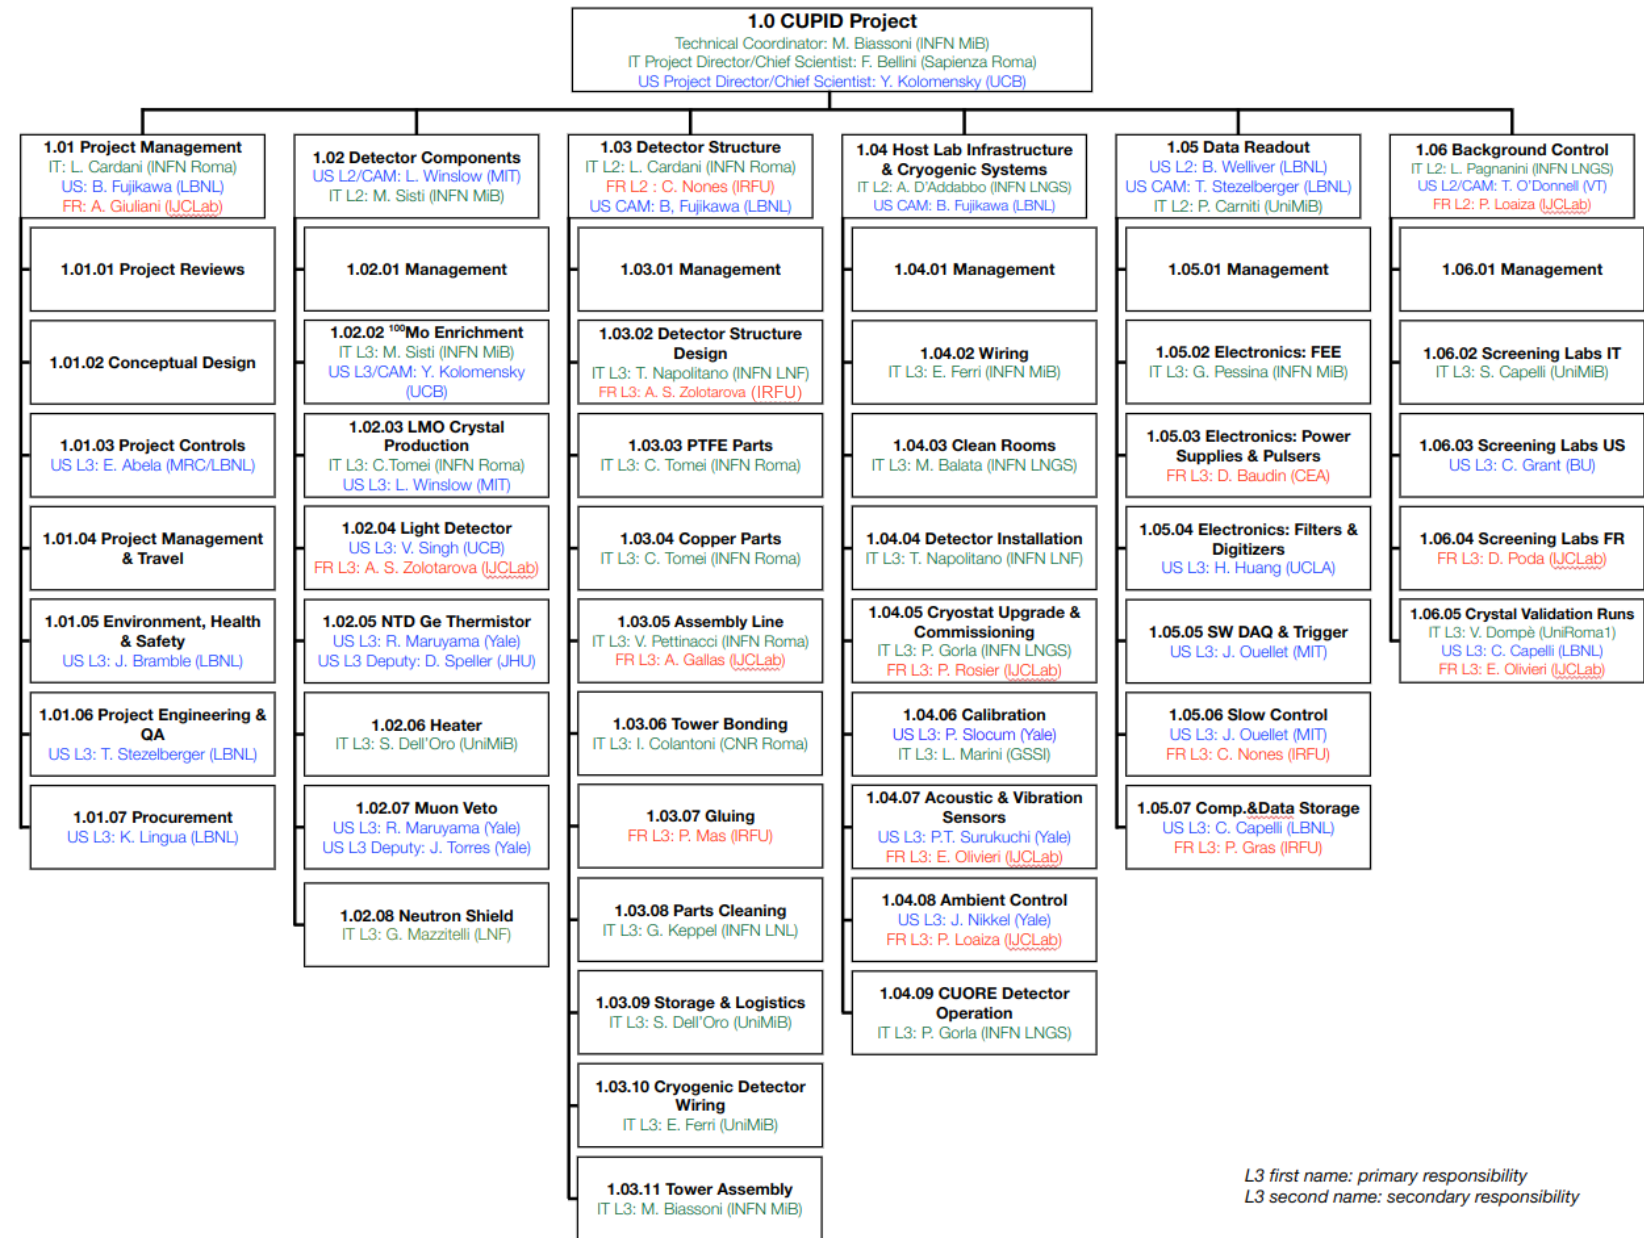 1.0 CUPID Project
Technical Coordinator: M. Biassoni (INFN MiB)
IT Project Director/Chief Scientist: F. Bellini (Sapienza Roma)
US Project Director/Chief Scientist: Y. Kolomensky (UCB)
1.01 Project Management
IT: L. Cardani (INFN Roma)
US: B. Fujikawa (LBNL)
FR: A. Giuliani (IJCLab)
1.01.01 Project Reviews
1.01.02 Conceptual Design
1.01.03 Project Controls
US L3: E. Abela (MRC/LBNL)
1.01.04 Project Management
& Travel
1.01.05 Environment, Health
& Safety
US L3: J. Bramble (LBNL)
1.01.06 Project Engineering &
QA
US L3: T. Stezelberger (LBNL)
1.01.07 Procurement
US L3: K. Lingua (LBNL)
1.02 Detector Components
US L2/CAM: L. Winslow (MIT)
IT L2: M. Sisti (INFN MiB)
1.02.01 Management
1.02.02 ¹⁰⁰Mo Enrichment
IT L3: M. Sisti (INFN MiB)
US L3/CAM: Y. Kolomensky
(UCB)
1.02.03 LMO Crystal
Production
IT L3: C.Tomei (INFN Roma)
US L3: L. Winslow (MIT)
1.02.04 Light Detector
US L3: V. Singh (UCB)
FR L3: A. S. Zolotarova (IJCLab)
1.02.05 NTD Ge Thermistor
US L3: R. Maruyama (Yale)
US L3 Deputy: D. Speller (JHU)
1.02.06 Heater
IT L3: S. Dell'Oro (UniMiB)
1.02.07 Muon Veto
US L3: R. Maruyama (Yale)
US L3 Deputy: J. Torres (Yale)
1.02.08 Neutron Shield
IT L3: G. Mazzitelli (LNF)
1.03 Detector Structure
IT L2: L. Cardani (INFN Roma)
FR L2 : C. Nones (IRFU)
US CAM: B, Fujikawa (LBNL)
1.03.01 Management
1.03.02 Detector Structure
Design
IT L3: T. Napolitano (INFN LNF)
FR L3: A. S. Zolotarova (IRFU)
1.03.03 PTFE Parts
IT L3: C. Tomei (INFN Roma)
1.03.04 Copper Parts
IT L3: C. Tomei (INFN Roma)
1.03.05 Assembly Line
IT L3: V. Pettinacci (INFN Roma)
FR L3: A. Gallas (IJCLab)
1.03.06 Tower Bonding
IT L3: I. Colantoni (CNR Roma)
1.03.07 Gluing
FR L3: P. Mas (IRFU)
1.03.08 Parts Cleaning
IT L3: G. Keppel (INFN LNL)
1.03.09 Storage & Logistics
IT L3: S. Dell'Oro (UniMiB)
1.03.10 Cryogenic Detector
Wiring
IT L3: E. Ferri (UniMiB)
1.03.11 Tower Assembly
IT L3: M. Biassoni (INFN MiB)
1.04 Host Lab Infrastructure
& Cryogenic Systems
IT L2: A. D'Addabbo (INFN LNGS)
US CAM: B. Fujikawa (LBNL)
1.04.01 Management
1.04.02 Wiring
IT L3: E. Ferri (INFN MiB)
1.04.03 Clean Rooms
IT L3: M. Balata (INFN LNGS)
1.04.04 Detector Installation
IT L3: T. Napolitano (INFN LNF)
1.04.05 Cryostat Upgrade &
Commissioning
IT L3: P. Gorla (INFN LNGS)
FR L3: P. Rosier (IJCLab)
1.04.06 Calibration
US L3: P. Slocum (Yale)
IT L3: L. Marini (GSSI)
1.04.07 Acoustic & Vibration
Sensors
US L3: P.T. Surukuchi (Yale)
FR L3: E. Olivieri (IJCLab)
1.04.08 Ambient Control
US L3: J. Nikkel (Yale)
FR L3: P. Loaiza (IJCLab)
1.04.09 CUORE Detector
Operation
IT L3: P. Gorla (INFN LNGS)
1.05 Data Readout
US L2: B. Welliver (LBNL)
US CAM: T. Stezelberger (LBNL)
IT L2: P. Carniti (UniMiB)
1.05.01 Management
1.05.02 Electronics: FEE
IT L3: G. Pessina (INFN MiB)
1.05.03 Electronics: Power
Supplies & Pulsers
FR L3: D. Baudin (CEA)
1.05.04 Electronics: Filters &
Digitizers
US L3: H. Huang (UCLA)
1.05.05 SW DAQ & Trigger
US L3: J. Ouellet (MIT)
1.05.06 Slow Control
US L3: J. Ouellet (MIT)
FR L3: C. Nones (IRFU)
1.05.07 Comp.&Data Storage
US L3: C. Capelli (LBNL)
FR L3: P. Gras (IRFU)
1.06 Background Control
IT L2: L. Pagnanini (INFN LNGS)
US L2/CAM: T. O'Donnell (VT)
FR L2: P. Loaiza (IJCLab)
1.06.01 Management
1.06.02 Screening Labs IT
IT L3: S. Capelli (UniMiB)
1.06.03 Screening Labs US
US L3: C. Grant (BU)
1.06.04 Screening Labs FR
FR L3: D. Poda (IJCLab)
1.06.05 Crystal Validation Runs
IT L3: V. Dompè (UniRoma1)
US L3: C. Capelli (LBNL)
FR L3: E. Olivieri (IJCLab)
L3 first name: primary responsibility
L3 second name: secondary responsibility